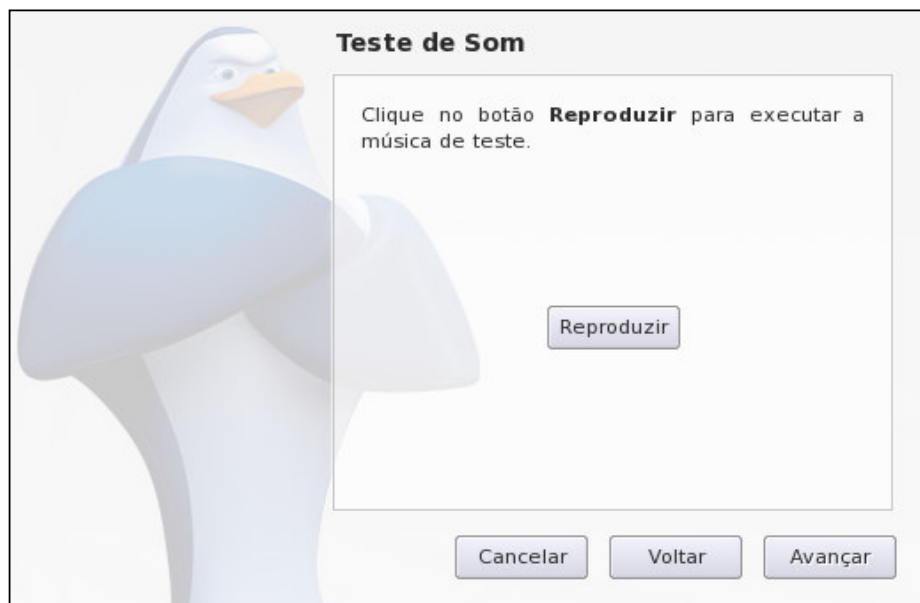 Teste de Som
Clique no botão Reproduzir para executar a
música de teste.
Reproduzir
Cancelar Voltar Avançar